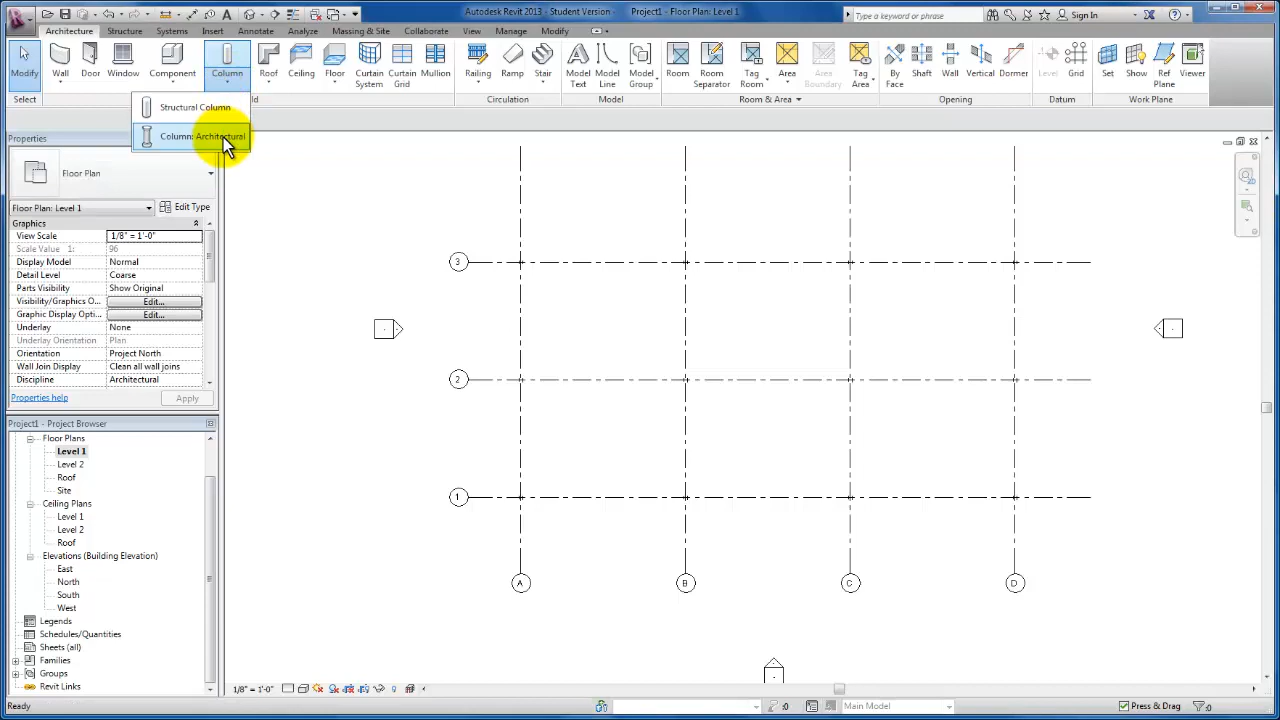 Autodesk Revit 2013 - Student Version - Project1 - Floor Plan: Level 1
Type a keyword or phrase
Sign In
Architecture Structure Systems Insert Annotate Analyze Massing & Site Collaborate View Manage Modify
Modify
Wall
Door
Window
Component
Column
Roof
Ceiling
Floor
Curtain System
Curtain Grid
Mullion
Railing
Ramp
Stair
Model Text
Model Line
Model Group
Room
Room Separator
Tag Room
Area
Area Boundary
Tag Area
By Face
Shaft
Wall
Vertical
Dormer
Level
Grid
Set
Show
Ref Plane
Viewer
Select
ld
Circulation
Model
Room & Area
Opening
Datum
Work Plane
Structural Column
Column: Architectural
Properties
Floor Plan
Floor Plan: Level 1
Edit Type
Graphics
View Scale 1/8" = 1'-0"
Scale Value 1: 96
Display Model Normal
Detail Level Coarse
Parts Visibility Show Original
Visibility/Graphics O... Edit...
Graphic Display Opti... Edit...
Underlay None
Underlay Orientation Plan
Orientation Project North
Wall Join Display Clean all wall joins
Discipline Architectural
Properties help
Apply
Project1 - Project Browser
Floor Plans
Level 1
Level 2
Roof
Site
Ceiling Plans
Level 1
Level 2
Roof
Elevations (Building Elevation)
East
North
South
West
Legends
Schedules/Quantities
Sheets (all)
Families
Groups
Revit Links
3
2
1
A
B
C
D
1/8" = 1'-0"
Ready
:0
Main Model
Press & Drag
:0